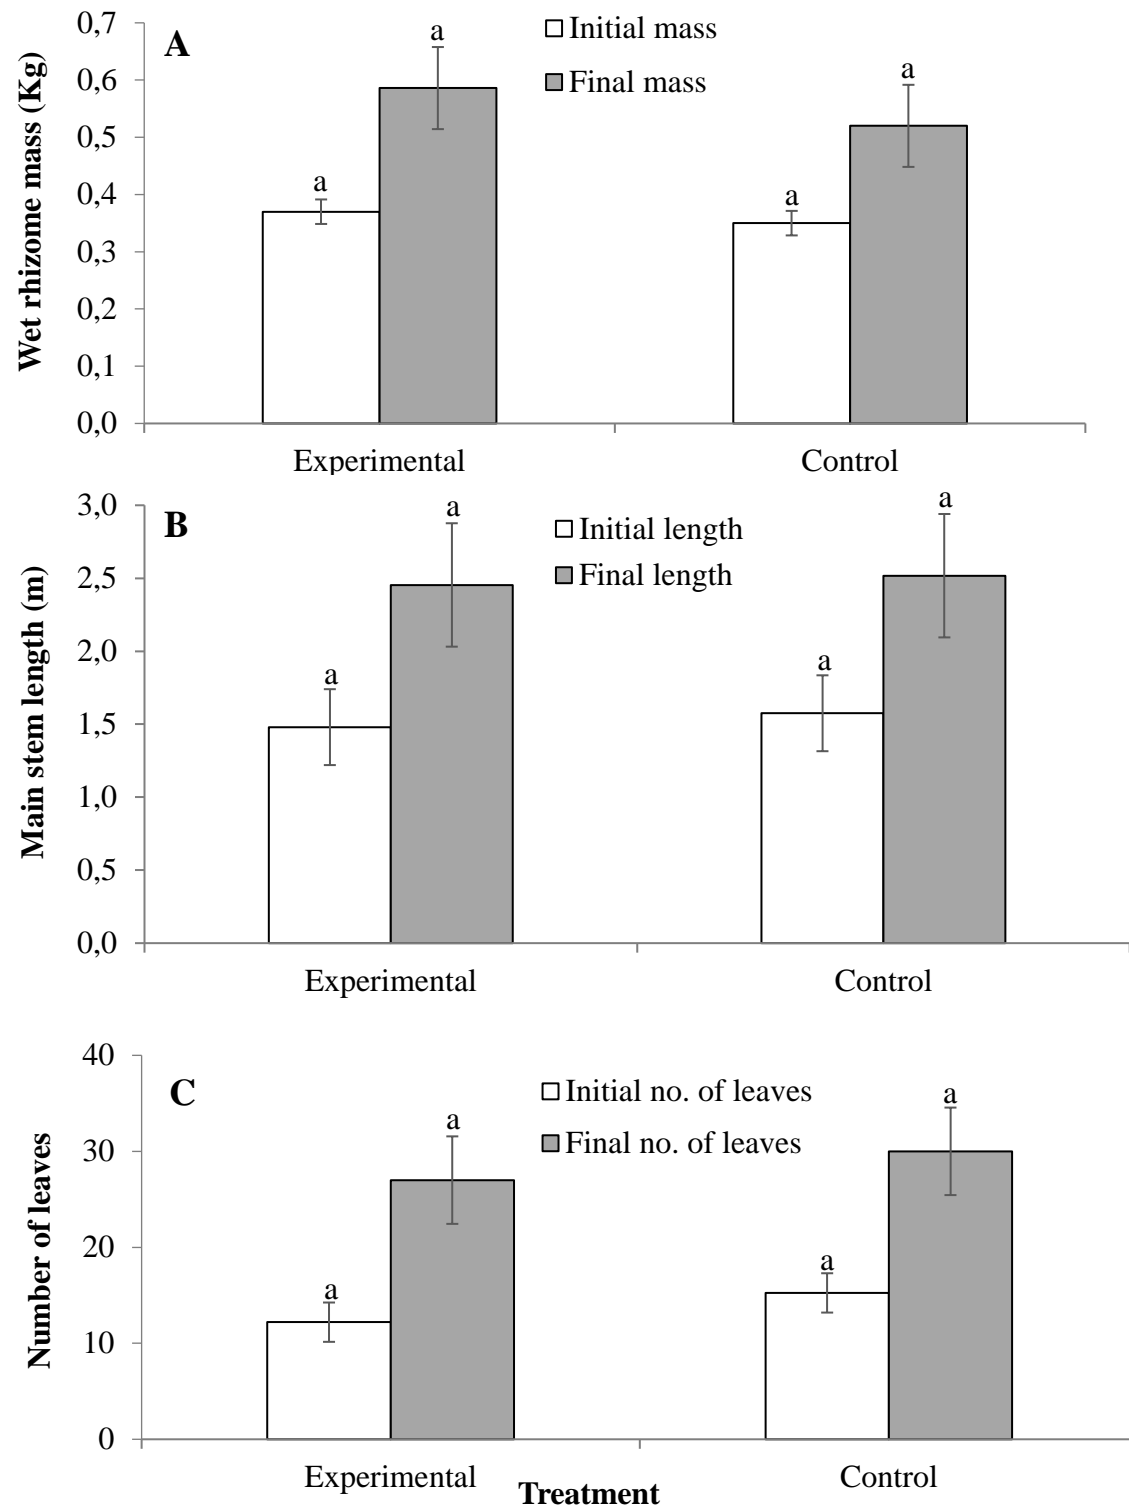 A
Wet rhizome mass (Kg)
0,7
0,6
0,5
0,4
0,3
0,2
0,1
0,0
Initial mass
Final mass
a
a
a
a
Experimental
Control
B
Main stem length (m)
3,0
2,5
2,0
1,5
1,0
0,5
0,0
Initial length
Final length
a
a
a
a
Experimental
Control
C
Number of leaves
40
30
20
10
0
Initial no. of leaves
Final no. of leaves
a
a
a
a
Experimental
Control
Treatment